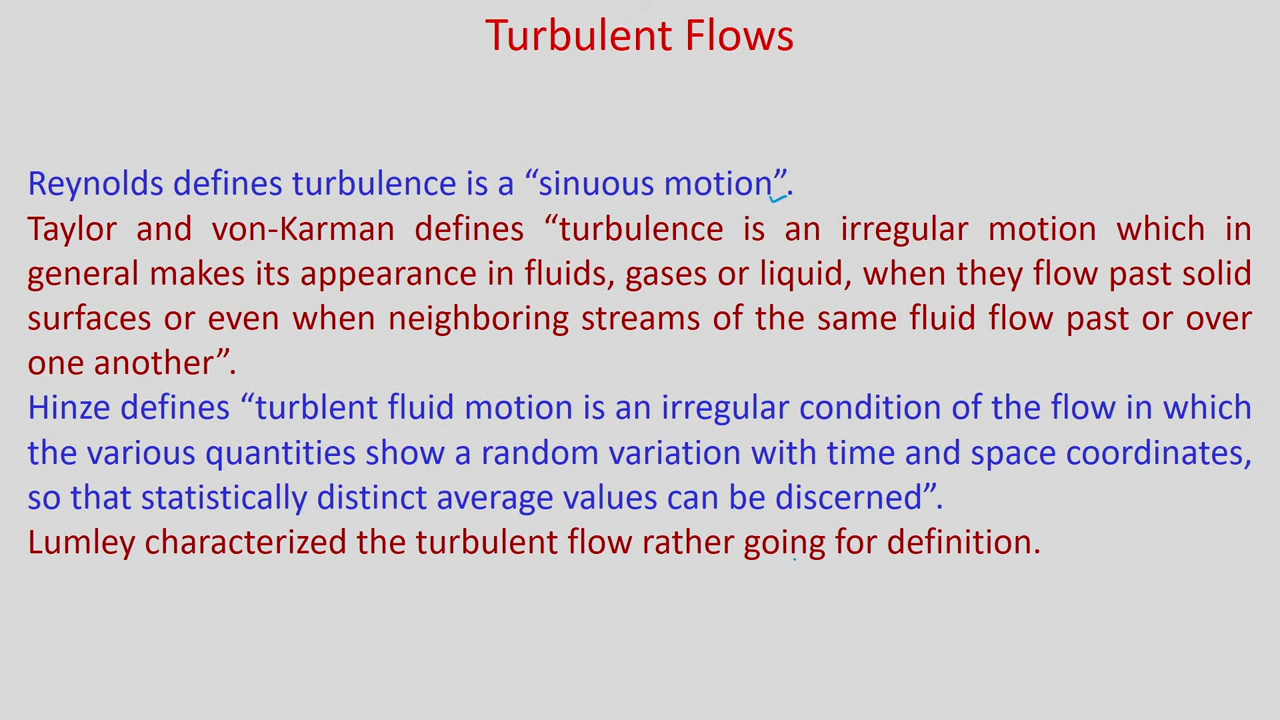 Turbulent Flows
Reynolds defines turbulence is a “sinuous motion”.
Taylor and von-Karman defines “turbulence is an irregular motion which in
general makes its appearance in fluids, gases or liquid, when they flow past solid
surfaces or even when neighboring streams of the same fluid flow past or over
one another”.
Hinze defines “turblent fluid motion is an irregular condition of the flow in which
the various quantities show a random variation with time and space coordinates,
so that statistically distinct average values can be discerned”.
Lumley characterized the turbulent flow rather going for definition.